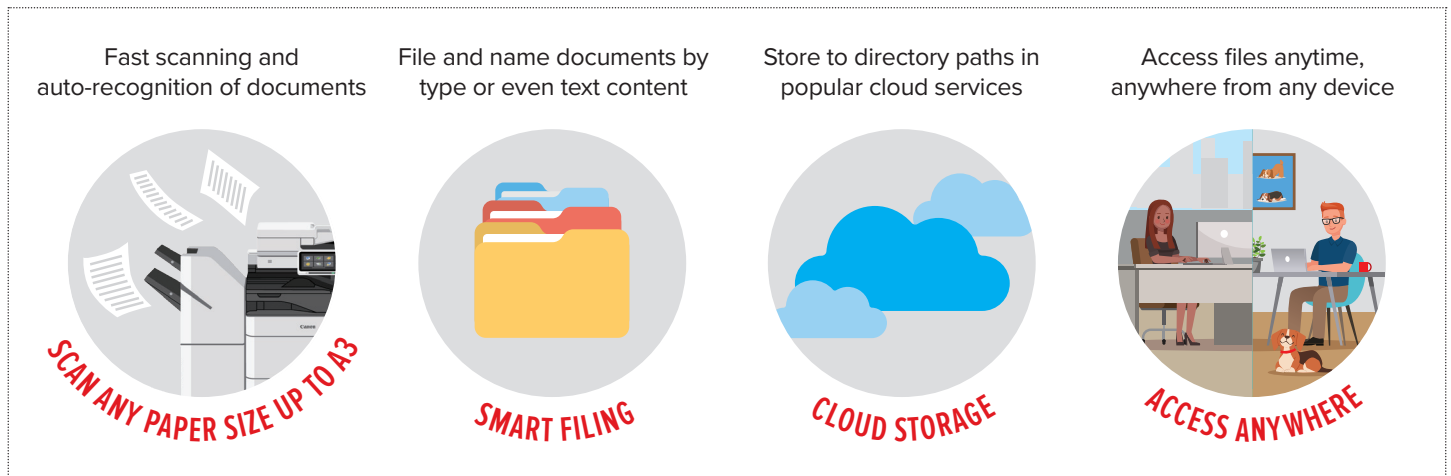 Fast scanning and
auto-recognition of documents
SCAN ANY PAPER SIZE UP TO A3
Canon
File and name documents by
type or even text content
SMART FILING
Store to directory paths in
popular cloud services
CLOUD STORAGE
Access files anytime,
anywhere from any device
ACCESS ANYWHERE